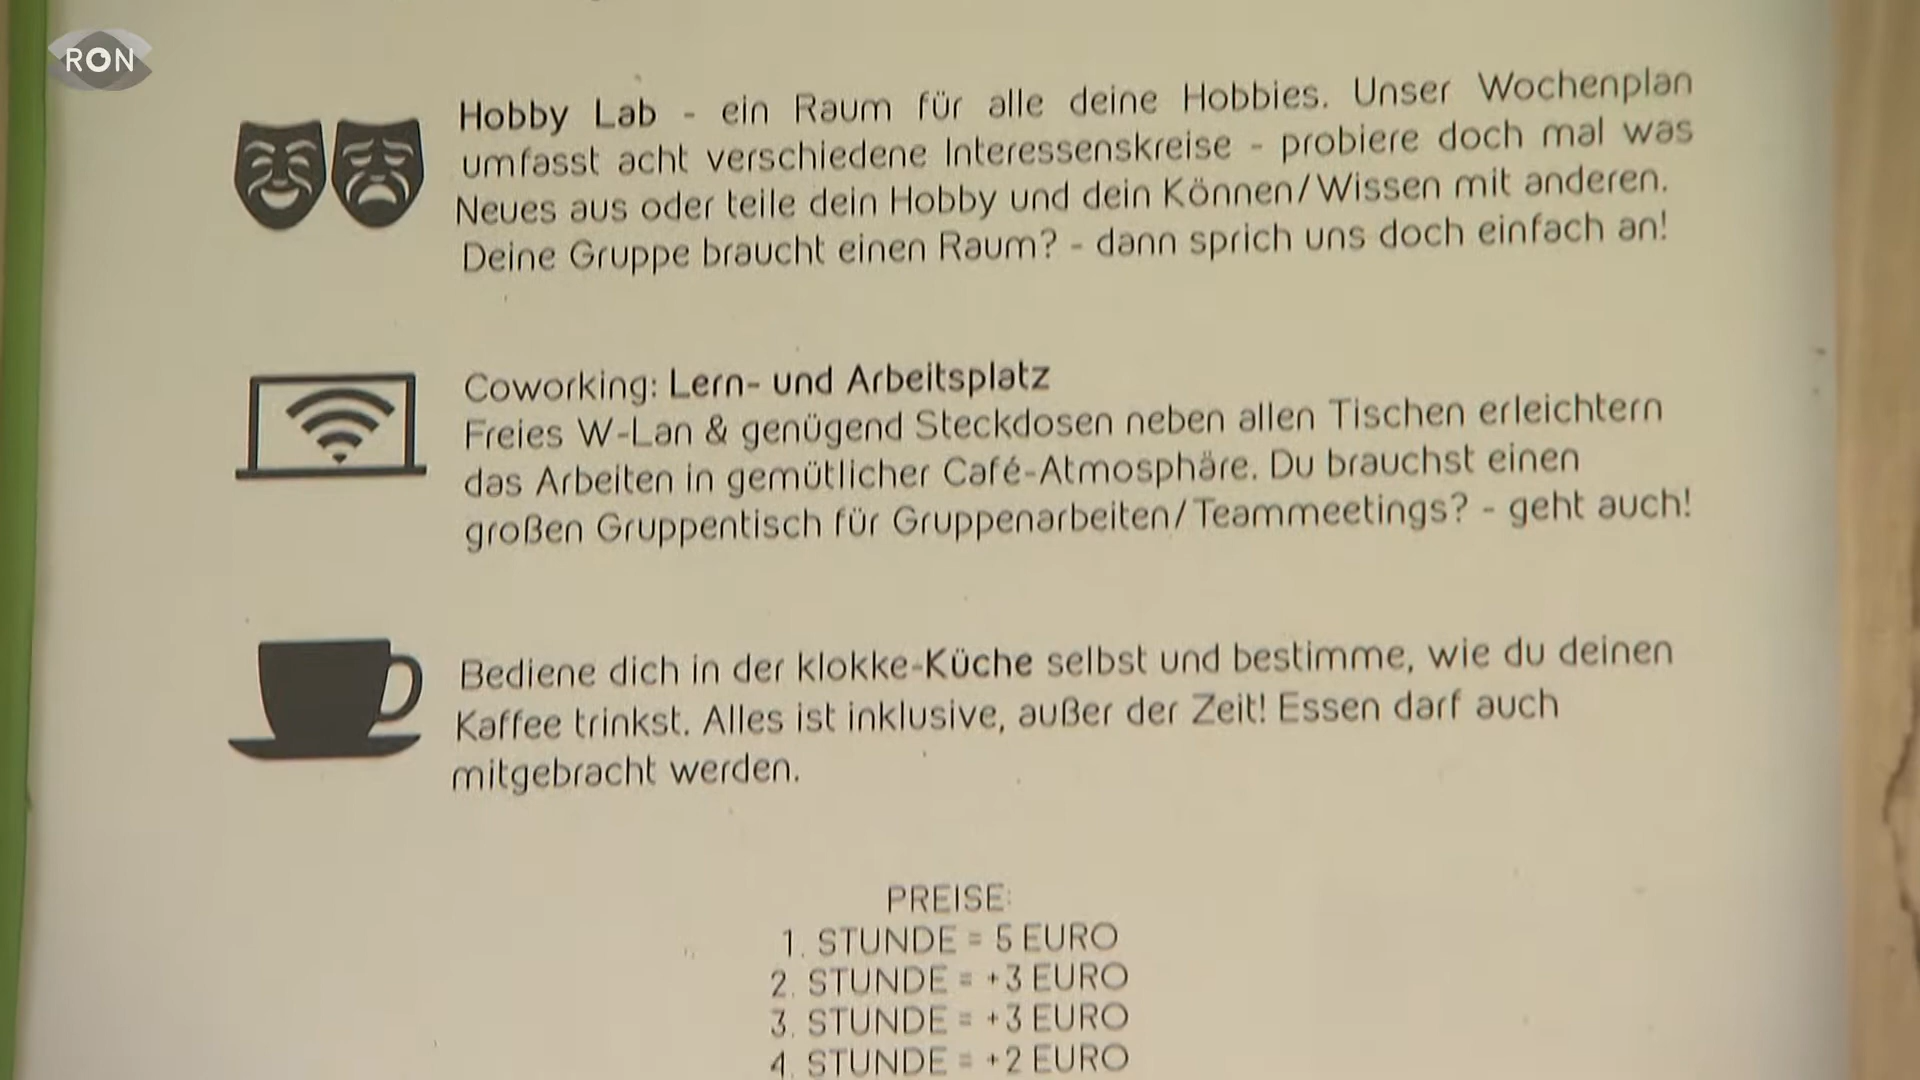 RON
Hobby Lab - ein Raum für alle deine Hobbies. Unser Wochenplan
umfasst acht verschiedene Interessenskreise - probiere doch mal was
Neues aus oder teile dein Hobby und dein Können/Wissen mit anderen.
Deine Gruppe braucht einen Raum? - dann sprich uns doch einfach an!
Coworking: Lern- und Arbeitsplatz
Freies W-Lan & genügend Steckdosen neben allen Tischen erleichtern
das Arbeiten in gemütlicher Café-Atmosphäre. Du brauchst einen
großen Gruppentisch für Gruppenarbeiten/Teammeetings? - geht auch!
Bediene dich in der klokke-Küche selbst und bestimme, wie du deinen
Kaffee trinkst. Alles ist inklusive, außer der Zeit! Essen darf auch
mitgebracht werden.
PREISE:
1. STUNDE = 5 EURO
2. STUNDE = +3 EURO
3. STUNDE = +3 EURO
4. STUNDE = +2 EURO